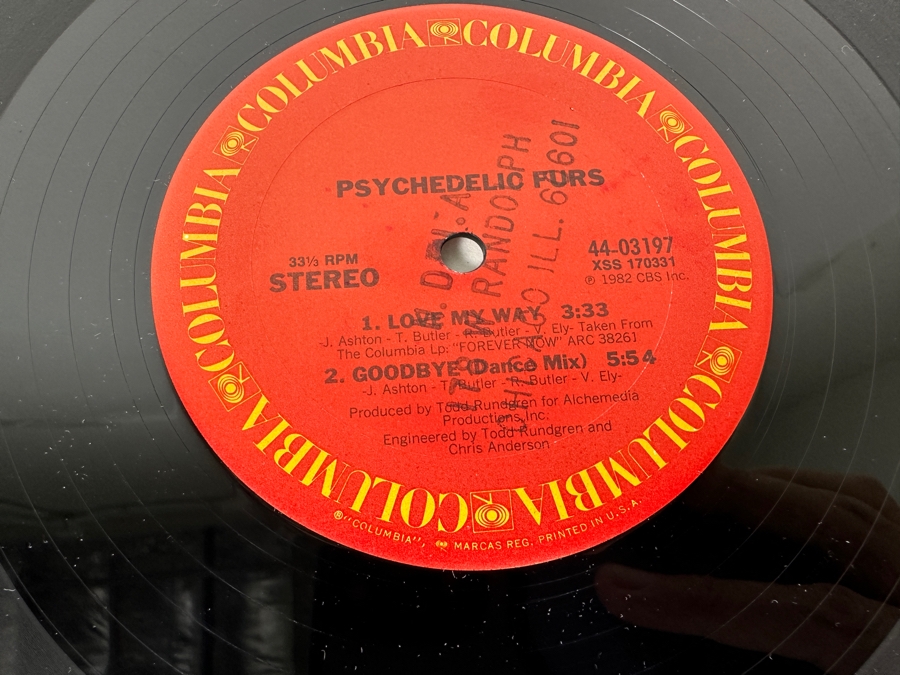 COLUMBIA COLUMBIA COLUMBIA COLUMBIA COLUMBIA COLUMBIA COLUMBIA COLUMBIA
PSYCHEDELIC FURS
33⅓ RPM
STEREO
44-03197
XSS 170331
Ⓟ 1982 CBS Inc.
1. LOVE MY WAY 3:33
-J. Ashton - T. Butler - R. Butler - V. Ely- Taken From
The Columbia Lp: "FOREVER NOW" ARC 38261
2. GOODBYE (Dance Mix) 5:54
-J. Ashton - T. Butler - R. Butler - V. Ely-
Produced by Todd Rundgren for Alchemedia
Productions, Inc.
Engineered by Todd Rundgren and
Chris Anderson
®"COLUMBIA", MARCAS REG. PRINTED IN U.S.A.
RANDOLPH
ILL.